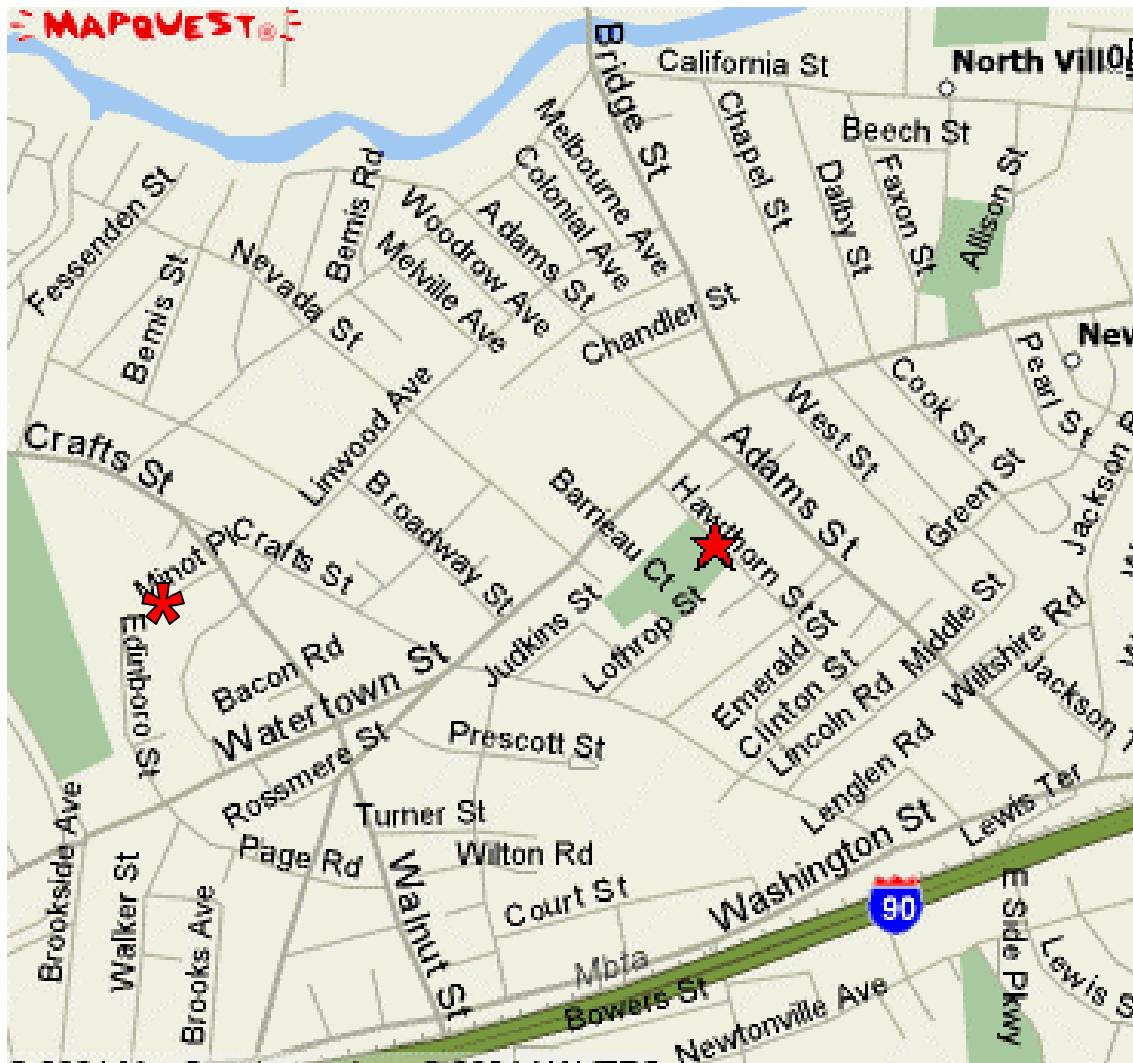 MAPQUEST®
Bridge St
California St
North Vill
Beech St
Chapel St
Dalby St
Faxon St
Allison St
Melbourne Ave
Colonial Ave
Adams St
Woodrow Ave
Melville Ave
Bemis Rd
Fessenden St
Nevada St
Bemis St
Chandler St
New
Pearl St
Cook St
West St
Green St
Jackson
Linwood Ave
Crafts St
Adams St
Broadway St
Barrieau Ct
Hawthorn St
St
Minot Pl
Crafts St
Edinboro St
Judkins St
Lothrop St
Emerald
Clinton St
Lincoln Rd
Middle St
Wiltshire Rd
Jackson T
Bacon Rd
Watertown St
Prescott St
Rossmere St
Lenglen Rd
Lewis Ter
Turner St
Page Rd
Wilton Rd
Walnut St
Court St
Washington St
90
Brookside Ave
Walker St
Brooks Ave
E Side Pkwy
Lewis S
Mbta
Bowers St
Newtonville Ave